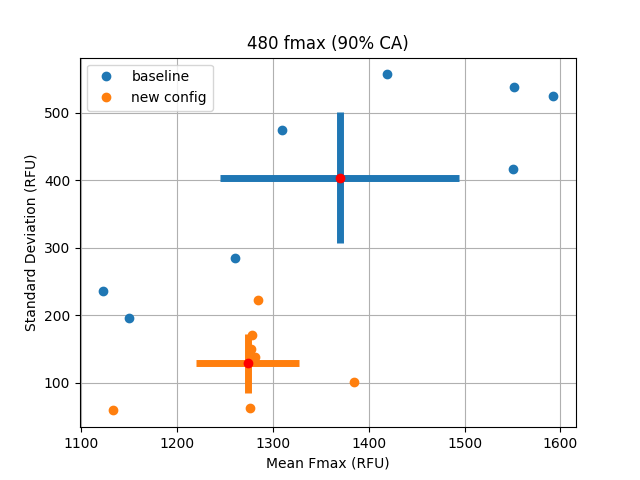 480 fmax (90% CA)
baseline
new config
Standard Deviation (RFU)
500
400
300
200
100
1100 1200 1300 1400 1500 1600
Mean Fmax (RFU)